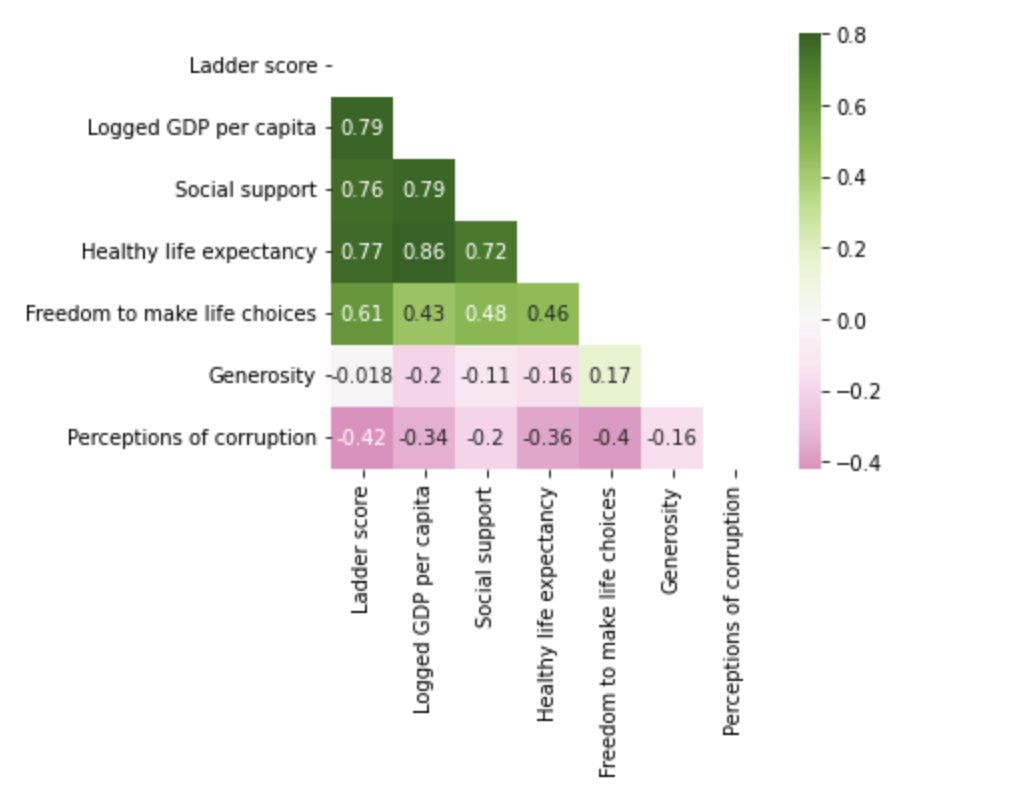 Ladder score
Logged GDP per capita 0.79
Social support 0.76 0.79
Healthy life expectancy 0.77 0.86 0.72
Freedom to make life choices 0.61 0.43 0.48 0.46
Generosity -0.018 -0.2 -0.11 -0.16 0.17
Perceptions of corruption -0.42 -0.34 -0.2 -0.36 -0.4 -0.16
Ladder score
Logged GDP per capita
Social support
Healthy life expectancy
Freedom to make life choices
Generosity
Perceptions of corruption
0.8
0.6
0.4
0.2
0.0
−0.2
−0.4